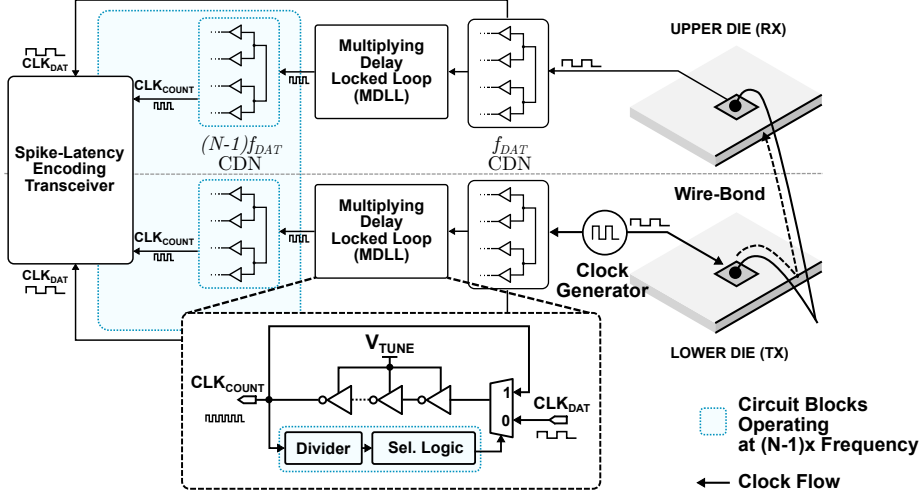 UPPER DIE (RX)
CLK_DAT
CLK_COUNT
Multiplying
Delay
Locked Loop
(MDLL)
(N-1)f_DAT
CDN
f_DAT
CDN
Spike-Latency
Encoding
Transceiver
Wire-Bond
Multiplying
Delay
Locked Loop
(MDLL)
CLK_COUNT
CLK_DAT
Clock
Generator
LOWER DIE (TX)
V_TUNE
CLK_COUNT
1
0
CLK_DAT
Divider
Sel. Logic
Circuit Blocks
Operating
at (N-1)x Frequency
Clock Flow